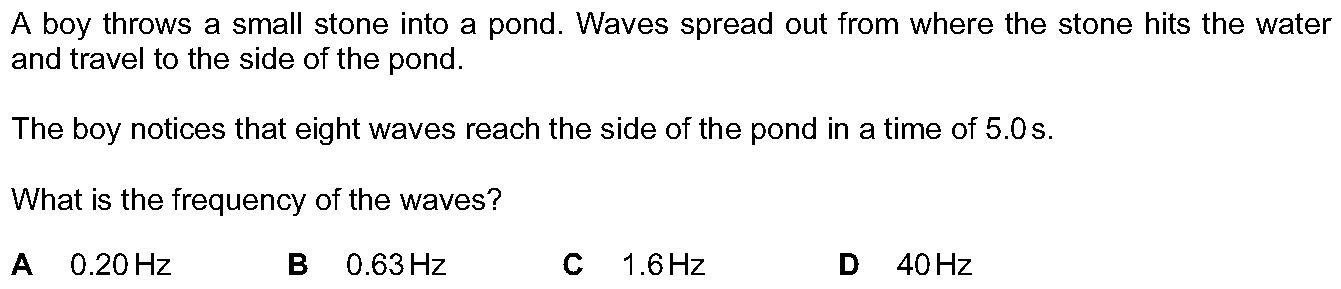 A boy throws a small stone into a pond. Waves spread out from where the stone hits the water
and travel to the side of the pond.
The boy notices that eight waves reach the side of the pond in a time of 5.0 s.
What is the frequency of the waves?
A 0.20 Hz B 0.63 Hz C 1.6 Hz D 40 Hz